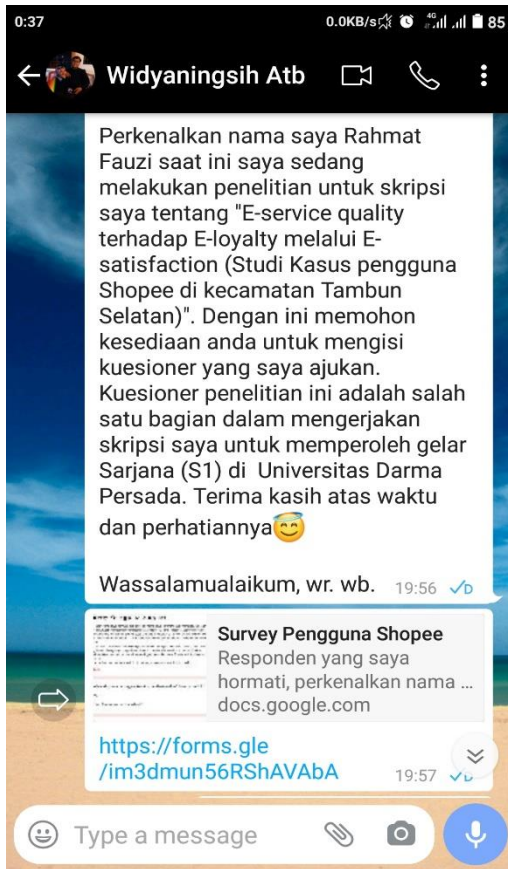 0:37 0.0KB/s 4G 85
Widyaningsih Atb
Perkenalkan nama saya Rahmat
Fauzi saat ini saya sedang
melakukan penelitian untuk skripsi
saya tentang "E-service quality
terhadap E-loyalty melalui E-
satisfaction (Studi Kasus pengguna
Shopee di kecamatan Tambun
Selatan)". Dengan ini memohon
kesediaan anda untuk mengisi
kuesioner yang saya ajukan.
Kuesioner penelitian ini adalah salah
satu bagian dalam mengerjakan
skripsi saya untuk memperoleh gelar
Sarjana (S1) di Universitas Darma
Persada. Terima kasih atas waktu
dan perhatiannya😇
Wassalamualaikum, wr. wb. 19:56
Survey Pengguna Shopee
Responden yang saya
hormati, perkenalkan nama ...
docs.google.com
https://forms.gle
/im3dmun56RShAVAbA 19:57
Type a message